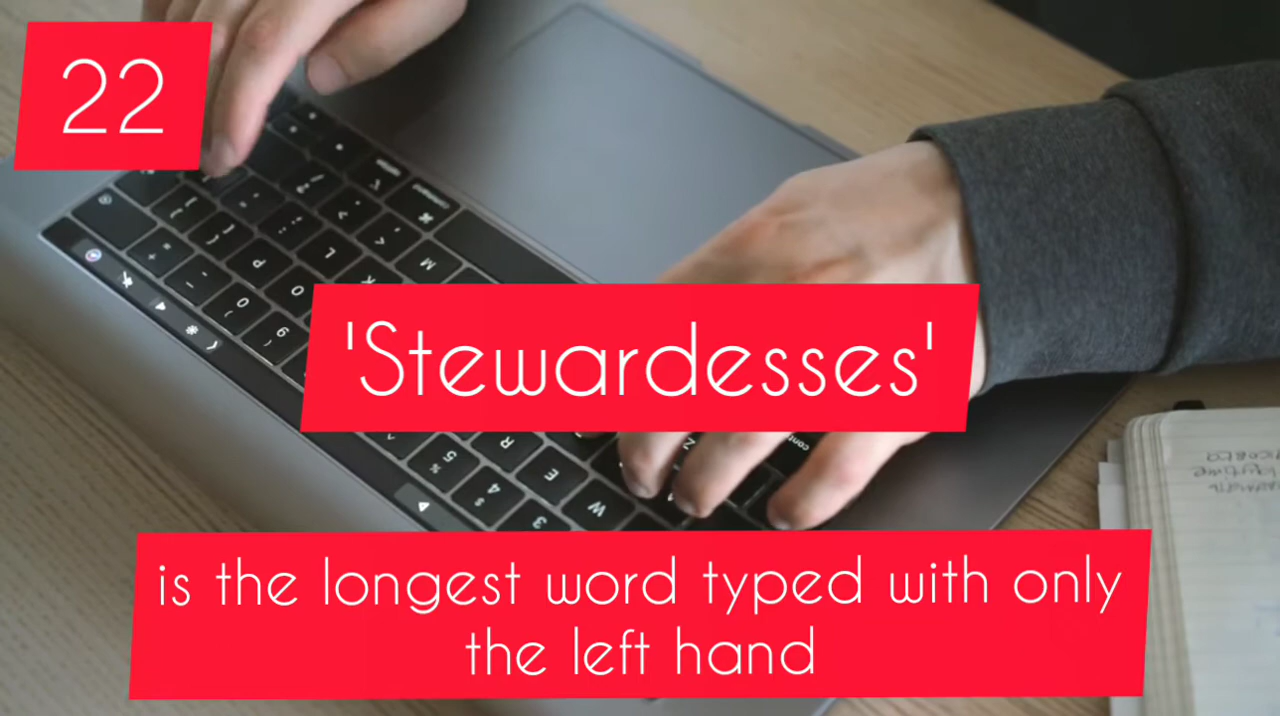 22
'Stewardesses'
is the longest word typed with only
the left hand